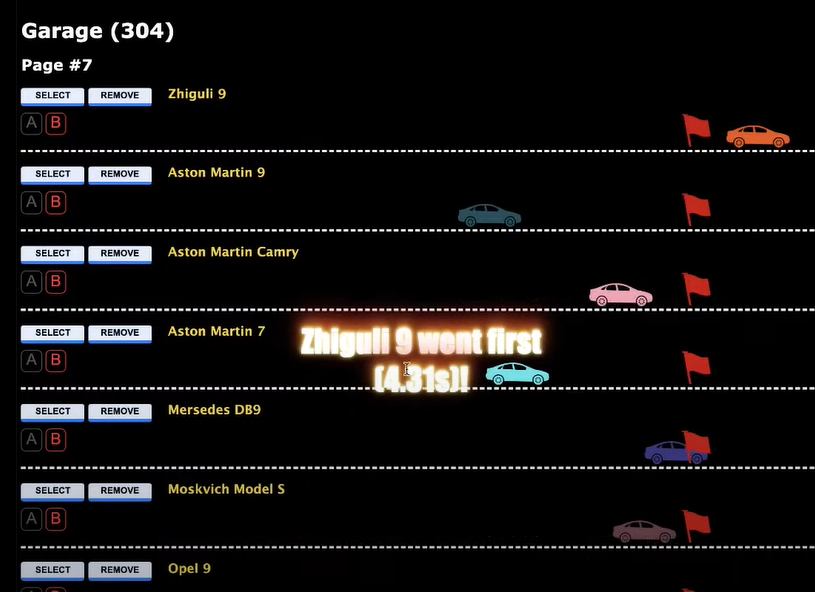 Garage (304)
Page #7
SELECT REMOVE Zhiguli 9
A B
SELECT REMOVE Aston Martin 9
A B
SELECT REMOVE Aston Martin Camry
A B
SELECT REMOVE Aston Martin 7
Zhiguli 9 went first
A B
(4.31s)!
SELECT REMOVE Mersedes DB9
A B
SELECT REMOVE Moskvich Model S
A B
SELECT REMOVE Opel 9